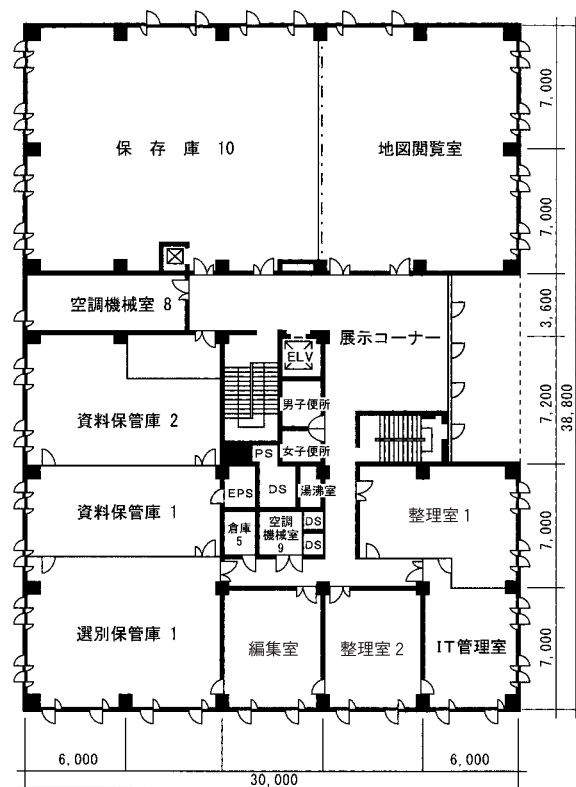 保存庫 10
地図閲覧室
7,000
7,000
空調機械室 8
3,600
展示コーナー
ELV
資料保管庫 2
男子便所
7,200
38,800
女子便所
PS
EPS
DS
湯沸室
資料保管庫 1
整理室 1
倉庫
5
空調
機械室
9
DS
DS
7,000
選別保管庫 1
編集室
整理室 2
IT管理室
7,000
6,000
6,000
30,000